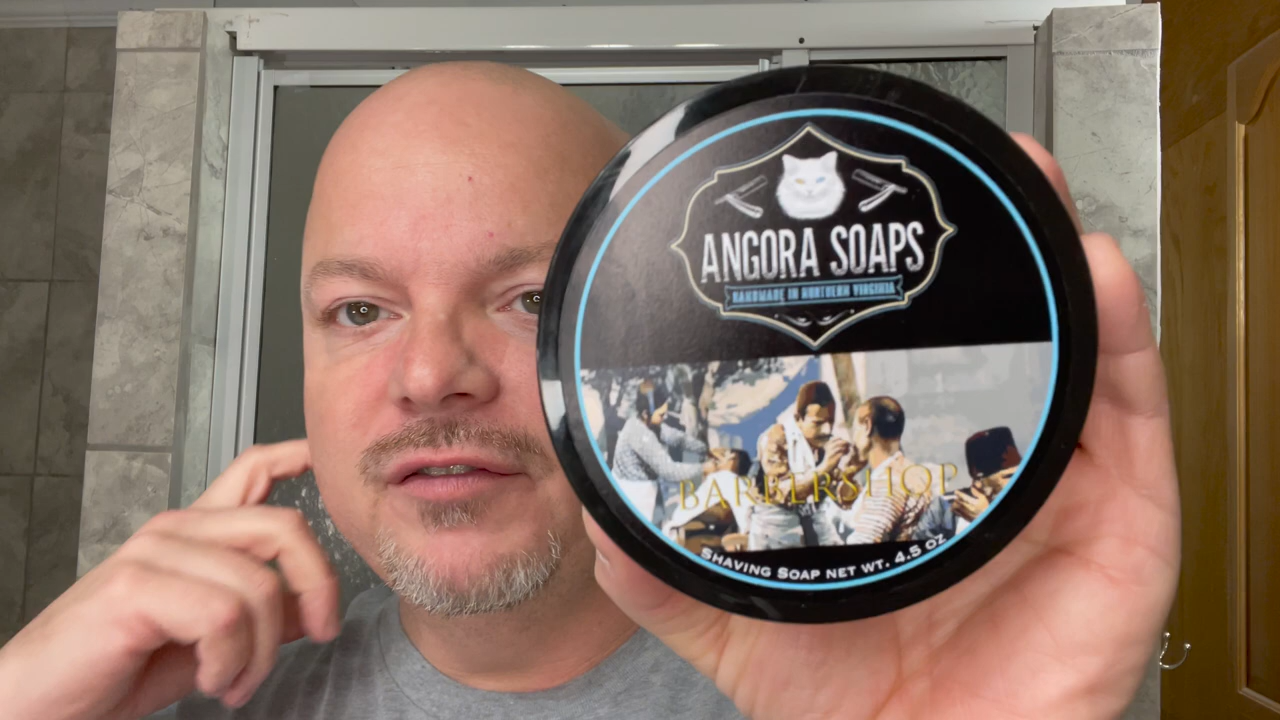 ANGORA SOAPS
HANDMADE IN NORTHERN VIRGINIA
BARBERSHOP
SHAVING SOAP NET WT. 4.5 OZ